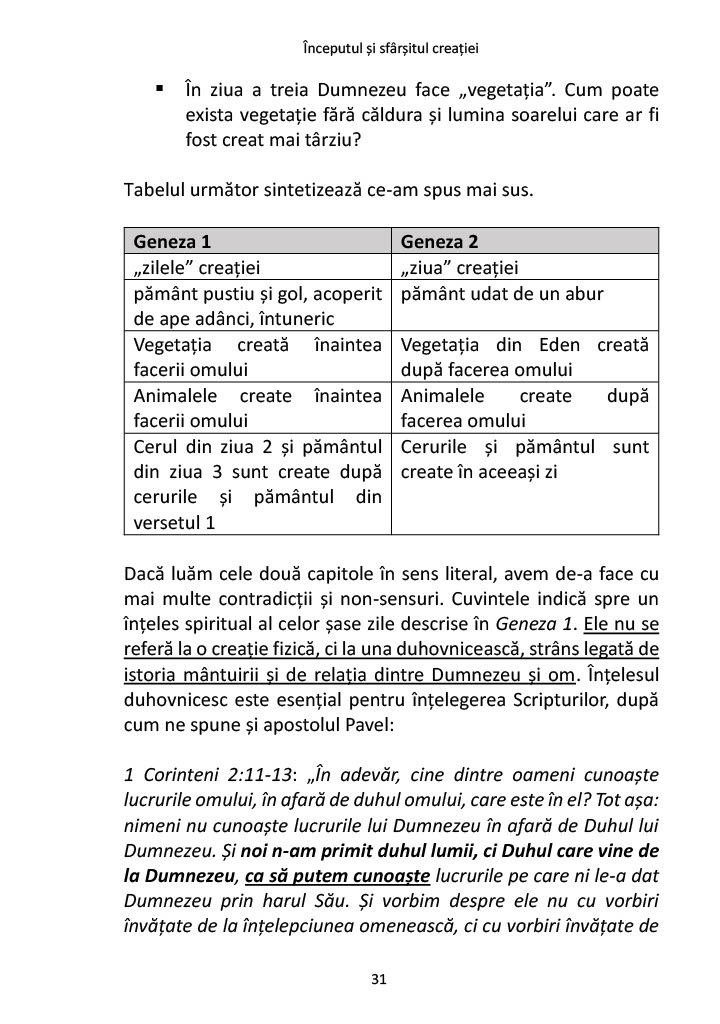 Începutul și sfârșitul creației
▪ În ziua a treia Dumnezeu face „vegetația”. Cum poate
exista vegetație fără căldura și lumina soarelui care ar fi
fost creat mai târziu?
Tabelul următor sintetizează ce-am spus mai sus.
Geneza 1 Geneza 2
„zilele” creației „ziua” creației
pământ pustiu și gol, acoperit pământ udat de un abur
de ape adânci, întuneric
Vegetația creată înaintea Vegetația din Eden creată
facerii omului după facerea omului
Animalele create înaintea Animalele create după
facerii omului facerea omului
Cerul din ziua 2 și pământul Cerurile și pământul sunt
din ziua 3 sunt create după create în aceeași zi
cerurile și pământul din
versetul 1
Dacă luăm cele două capitole în sens literal, avem de-a face cu
mai multe contradicții și non-sensuri. Cuvintele indică spre un
înțeles spiritual al celor șase zile descrise în Geneza 1. Ele nu se
referă la o creație fizică, ci la una duhovnicească, strâns legată de
istoria mântuirii și de relația dintre Dumnezeu și om. Înțelesul
duhovnicesc este esențial pentru înțelegerea Scripturilor, după
cum ne spune și apostolul Pavel:
1 Corinteni 2:11-13: „În adevăr, cine dintre oameni cunoaște
lucrurile omului, în afară de duhul omului, care este în el? Tot așa:
nimeni nu cunoaște lucrurile lui Dumnezeu în afară de Duhul lui
Dumnezeu. Și noi n-am primit duhul lumii, ci Duhul care vine de
la Dumnezeu, ca să putem cunoaște lucrurile pe care ni le-a dat
Dumnezeu prin harul Său. Și vorbim despre ele nu cu vorbiri
învățate de la înțelepciunea omenească, ci cu vorbiri învățate de
31